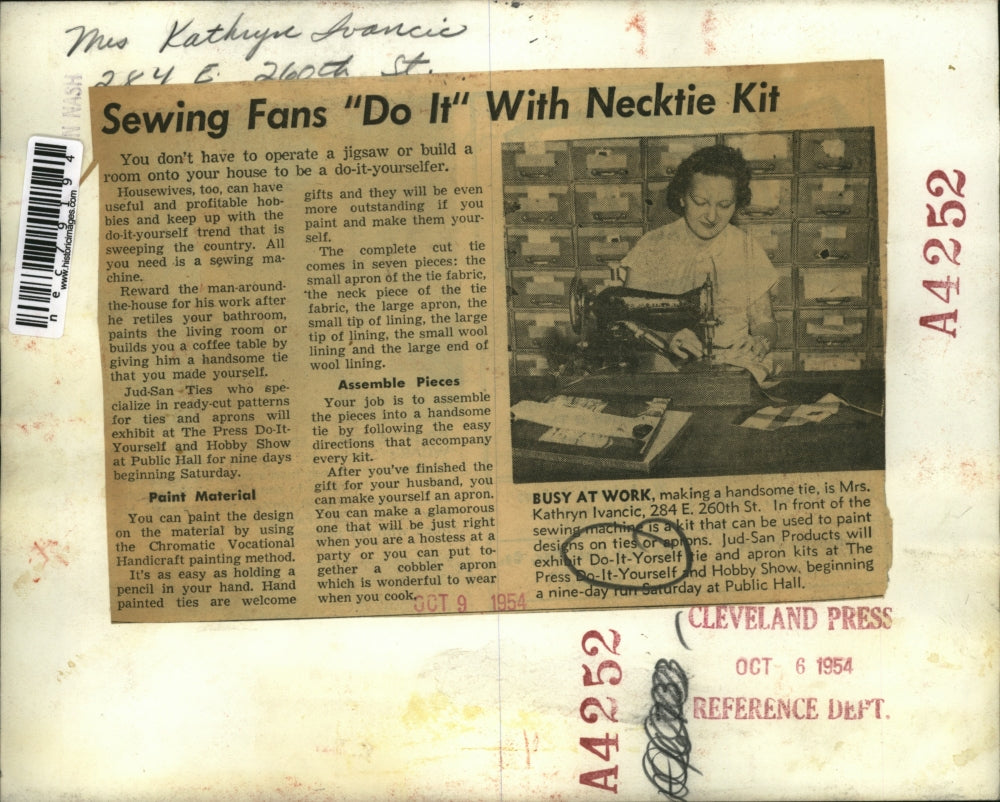 Mrs Kathryn Ivancic
284 E. 260th St.
N NASH
www.historicimages.com
Sewing Fans "Do It" With Necktie Kit
You don't have to operate a jigsaw or build a
room onto your house to be a do-it-yourselfer.
Housewives, too, can have
useful and profitable hob-
bies and keep up with the
do-it-yourself trend that is
sweeping the country. All
you need is a sewing ma-
chine.
Reward the man-around-
the-house for his work after
he retiles your bathroom,
paints the living room or
builds you a coffee table by
giving him a handsome tie
that you made yourself.
Jud-San Ties who spe-
cialize in ready-cut patterns
for ties and aprons will
exhibit at The Press Do-It-
Yourself and Hobby Show
at Public Hall for nine days
beginning Saturday.
Paint Material
You can paint the design
on the material by using
the Chromatic Vocational
Handicraft painting method.
It's as easy as holding a
pencil in your hand. Hand
painted ties are welcome
gifts and they will be even
more outstanding if you
paint and make them your-
self.
The complete cut tie
comes in seven pieces: the
small apron of the tie fabric,
the neck piece of the tie
fabric, the large apron, the
small tip of lining, the large
tip of lining, the small wool
lining and the large end of
wool lining.
Assemble Pieces
Your job is to assemble
the pieces into a handsome
tie by following the easy
directions that accompany
every kit.
After you've finished the
gift for your husband, you
can make yourself an apron.
You can make a glamorous
one that will be just right
when you are a hostess at a
party or you can put to-
gether a cobbler apron
which is wonderful to wear
when you cook.
OCT 9 1954
BUSY AT WORK, making a handsome tie, is Mrs.
Kathryn Ivancic, 284 E. 260th St. In front of the
sewing machine is a kit that can be used to paint
designs on ties or aprons. Jud-San Products will
exhibit Do-It-Yorself tie and apron kits at The
Press Do-It-Yourself and Hobby Show, beginning
a nine-day run Saturday at Public Hall.
A4252
A4252
CLEVELAND PRESS
OCT 6 1954
REFERENCE DEPT.